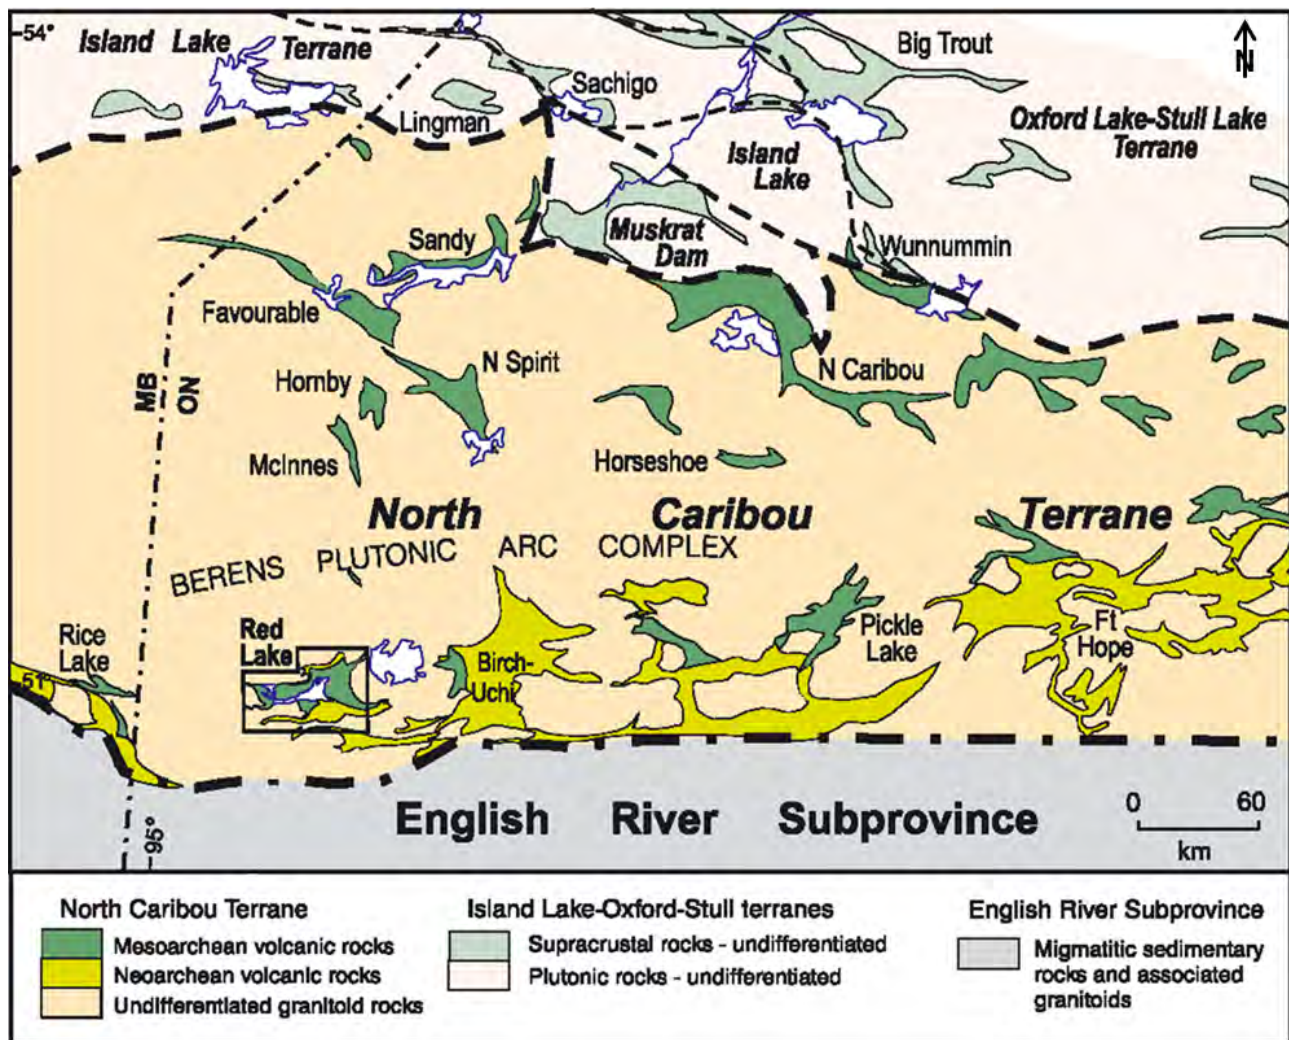 54°
Island Lake Terrane
Big Trout
N
Sachigo
Lingman
Oxford Lake-Stull Lake
Terrane
Island
Lake
Muskrat
Dam
Sandy
Wunnummin
Favourable
N Spirit
N Caribou
Hornby
MB
ON
McInnes
Horseshoe
North Caribou Terrane
BERENS PLUTONIC ARC COMPLEX
Rice
Lake
Red
Lake
Pickle
Lake
Ft
Hope
Birch-
Uchi
51°
English River Subprovince
0 60
km
95°
North Caribou Terrane
Mesoarchean volcanic rocks
Neoarchean volcanic rocks
Undifferentiated granitoid rocks
Island Lake-Oxford-Stull terranes
Supracrustal rocks - undifferentiated
Plutonic rocks - undifferentiated
English River Subprovince
Migmatitic sedimentary
rocks and associated
granitoids